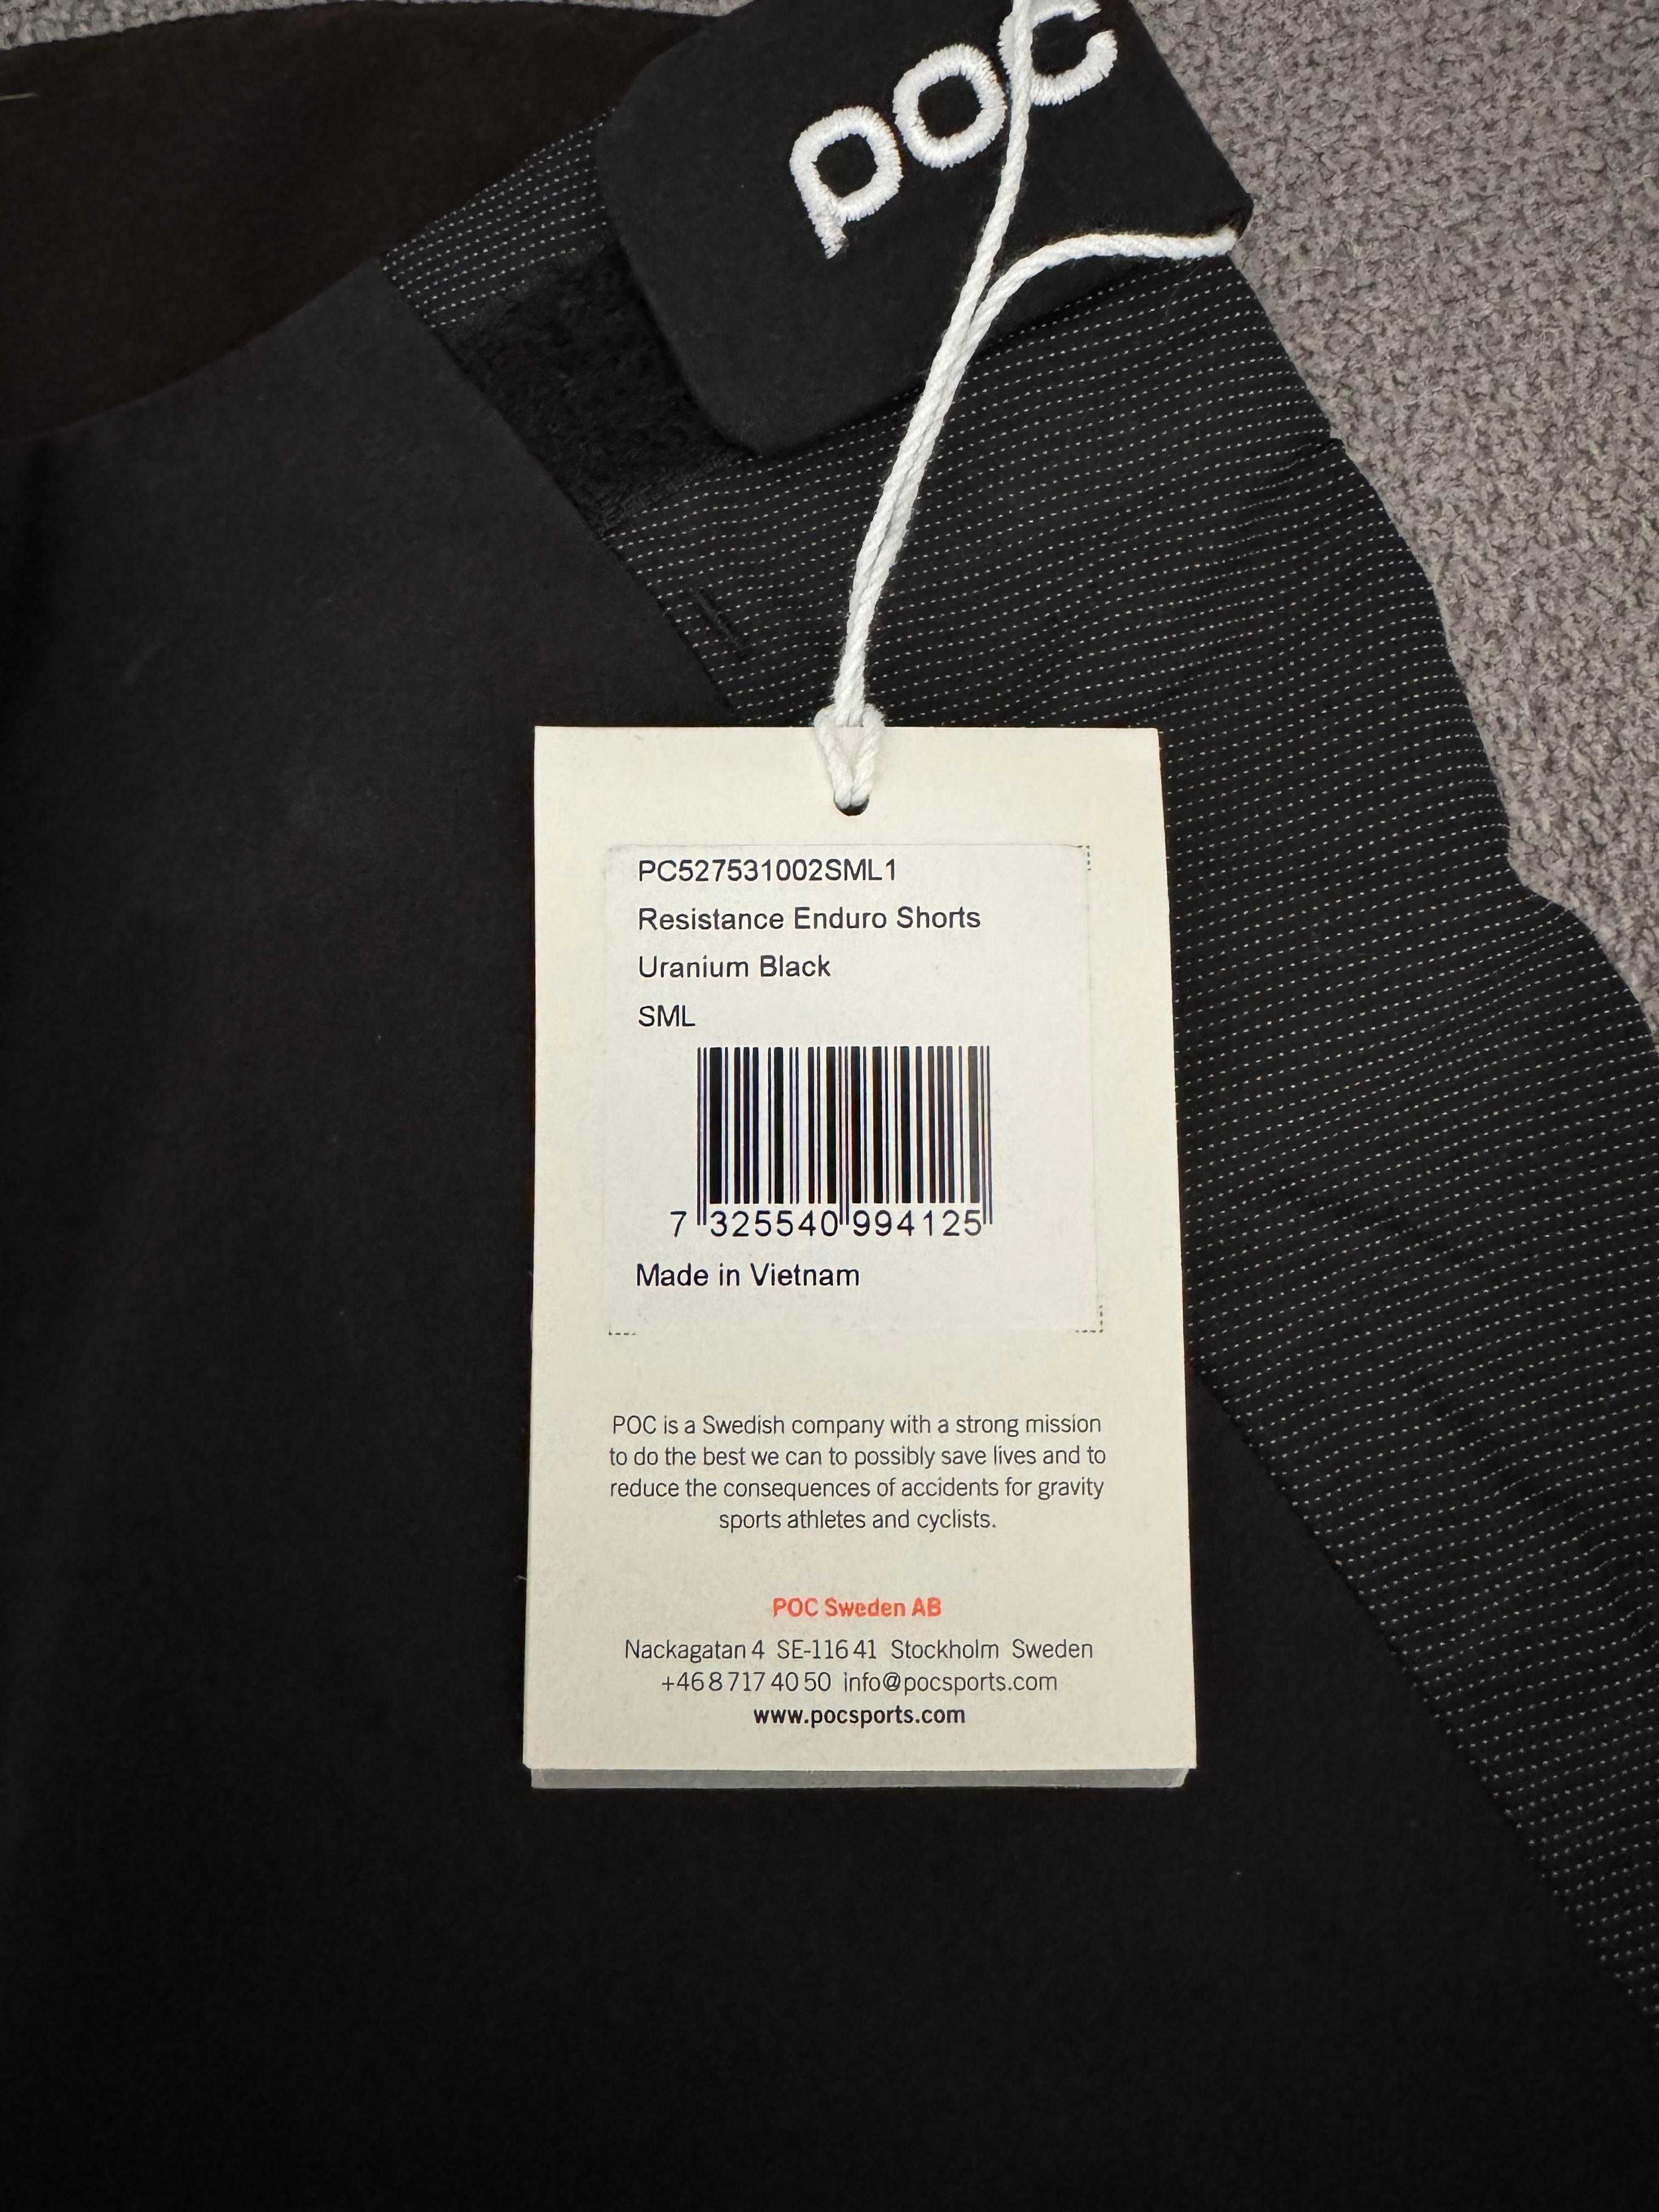 POC
PC527531002SML1
Resistance Enduro Shorts
Uranium Black
SML
7 325540 994125
Made in Vietnam
POC is a Swedish company with a strong mission
to do the best we can to possibly save lives and to
reduce the consequences of accidents for gravity
sports athletes and cyclists.
POC Sweden AB
Nackagatan 4 SE-116 41 Stockholm Sweden
+46 8 717 40 50 info@pocsports.com
www.pocsports.com